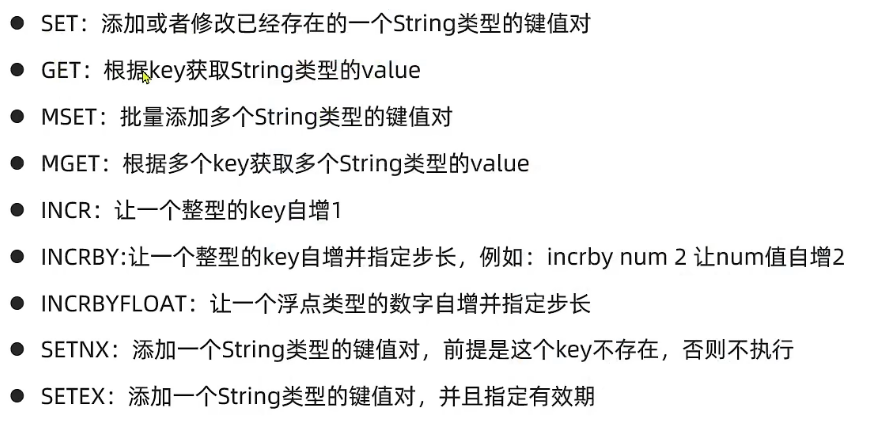 ● SET：添加或者修改已经存在的一个String类型的键值对
● GET：根据key获取String类型的value
● MSET：批量添加多个String类型的键值对
● MGET：根据多个key获取多个String类型的value
● INCR：让一个整型的key自增1
● INCRBY:让一个整型的key自增并指定步长，例如：incrby num 2 让num值自增2
● INCRBYFLOAT：让一个浮点类型的数字自增并指定步长
● SETNX：添加一个String类型的键值对，前提是这个key不存在，否则不执行
● SETEX：添加一个String类型的键值对，并且指定有效期